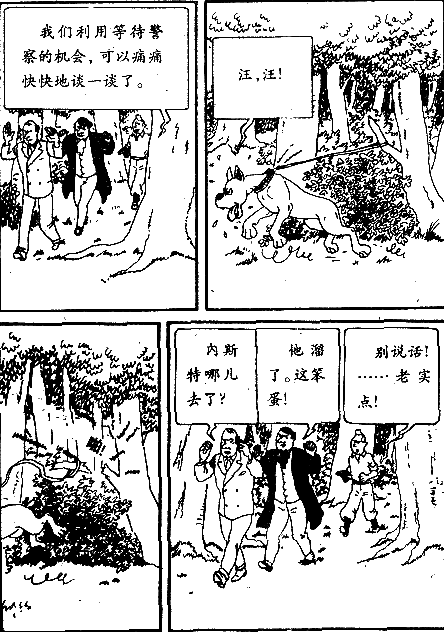 我们利用等待警
察的机会，可以痛痛
快快地谈一谈了。
汪，汪！
内斯
特哪儿
去了？
他溜
了。这笨
蛋！
别说话！
……老实
点！